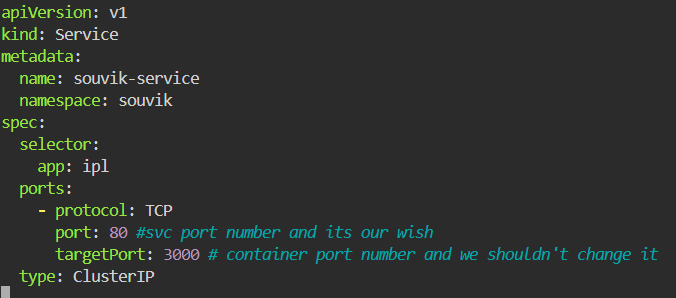 apiVersion: v1
kind: Service
metadata:
  name: souvik-service
  namespace: souvik
spec:
  selector:
    app: ipl
  ports:
    - protocol: TCP
      port: 80 #svc port number and its our wish
      targetPort: 3000 # container port number and we shouldn't change it
  type: ClusterIP